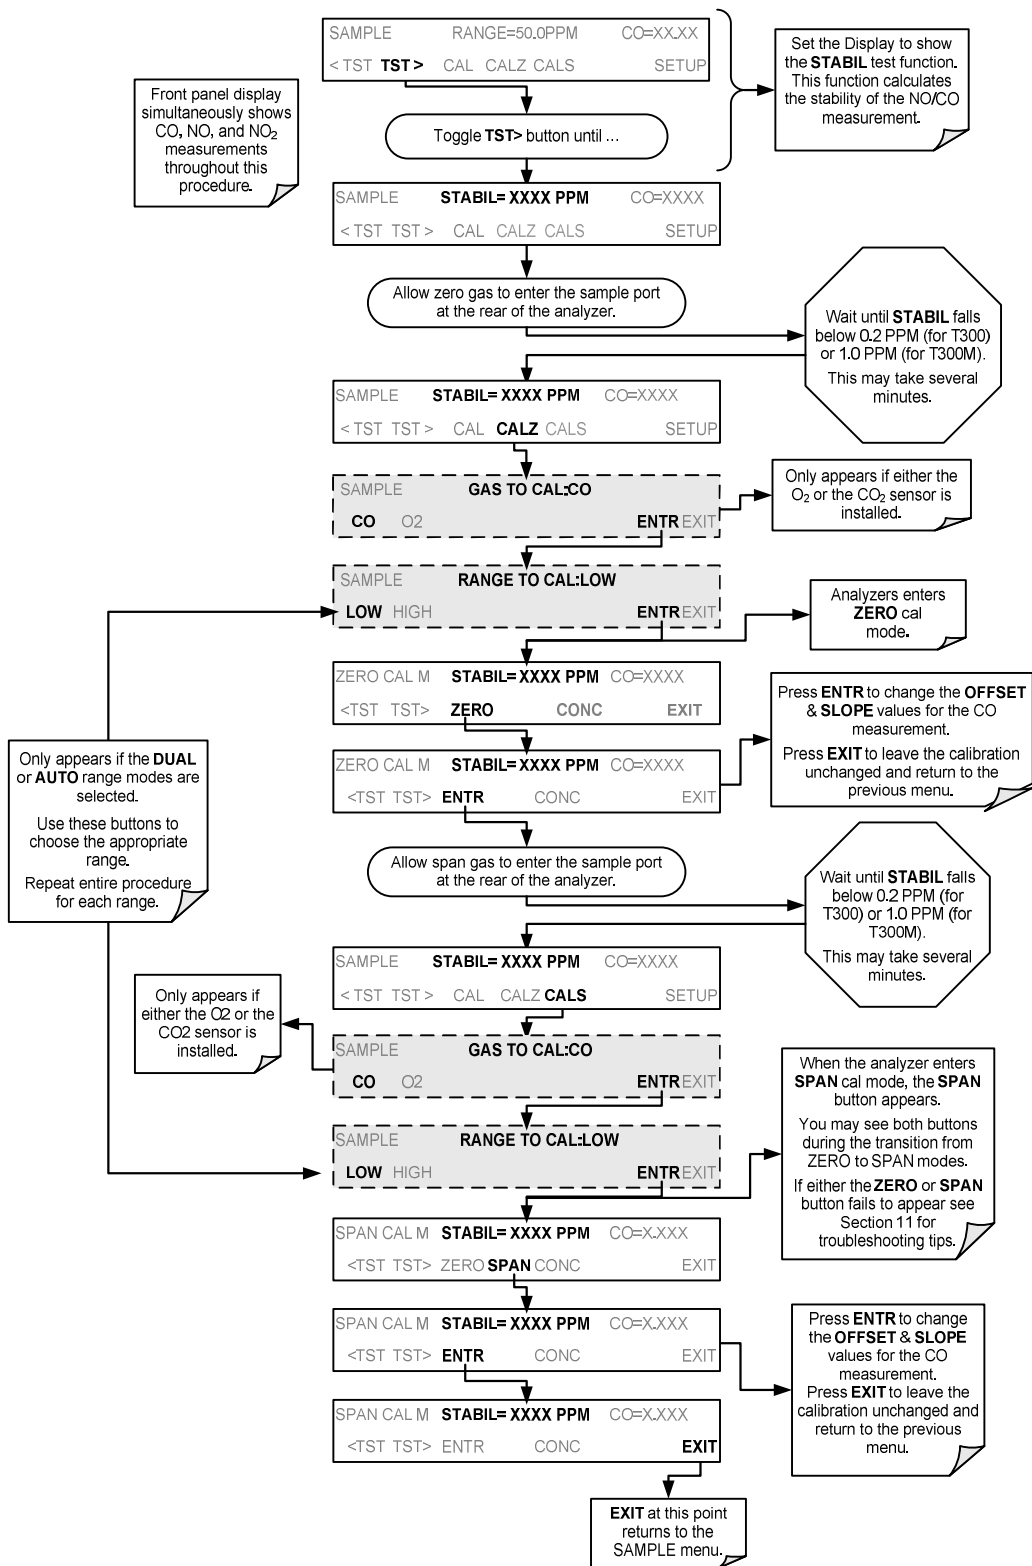 SAMPLE RANGE=50.0PPM CO=XX.XX
< TST TST > CAL CALZ CALS SETUP
Set the Display to show
the STABIL test function.
This function calculates
the stability of the NO/CO
measurement.
Front panel display
simultaneously shows
CO, NO, and NO₂
measurements
throughout this
procedure.
Toggle TST> button until ...
SAMPLE STABIL= XXXX PPM CO=XXXX
< TST TST > CAL CALZ CALS SETUP
Allow zero gas to enter the sample port
at the rear of the analyzer.
Wait until STABIL falls
below 0.2 PPM (for T300)
or 1.0 PPM (for T300M).
This may take several
minutes.
SAMPLE STABIL= XXXX PPM CO=XXXX
< TST TST > CAL CALZ CALS SETUP
SAMPLE GAS TO CAL:CO
CO O2 ENTR EXIT
Only appears if either the
O₂ or the CO₂ sensor is
installed.
SAMPLE RANGE TO CAL:LOW
LOW HIGH ENTR EXIT
Analyzers enters
ZERO cal
mode.
ZERO CAL M STABIL= XXXX PPM CO=XXXX
<TST TST> ZERO CONC EXIT
Press ENTR to change the OFFSET
& SLOPE values for the CO
measurement.
Press EXIT to leave the calibration
unchanged and return to the
previous menu.
Only appears if the DUAL
or AUTO range modes are
selected.
Use these buttons to
choose the appropriate
range.
Repeat entire procedure
for each range.
ZERO CAL M STABIL= XXXX PPM CO=XXXX
<TST TST> ENTR CONC EXIT
Allow span gas to enter the sample port
at the rear of the analyzer.
Wait until STABIL falls
below 0.2 PPM (for
T300) or 1.0 PPM (for
T300M).
This may take several
minutes.
SAMPLE STABIL= XXXX PPM CO=XXXX
< TST TST > CAL CALZ CALS SETUP
Only appears if
either the O2 or the
CO2 sensor is
installed.
SAMPLE GAS TO CAL:CO
CO O2 ENTR EXIT
SAMPLE RANGE TO CAL:LOW
LOW HIGH ENTR EXIT
When the analyzer enters
SPAN cal mode, the SPAN
button appears.
You may see both buttons
during the transition from
ZERO to SPAN modes.
If either the ZERO or SPAN
button fails to appear see
Section 11 for
troubleshooting tips.
SPAN CAL M STABIL= XXXX PPM CO=X.XXX
<TST TST> ZERO SPAN CONC EXIT
SPAN CAL M STABIL= XXXX PPM CO=X.XXX
<TST TST> ENTR CONC EXIT
Press ENTR to change
the OFFSET & SLOPE
values for the CO
measurement.
Press EXIT to leave the
calibration unchanged and
return to the previous
menu.
SPAN CAL M STABIL= XXXX PPM CO=X.XXX
<TST TST> ENTR CONC EXIT
EXIT at this point
returns to the
SAMPLE menu.